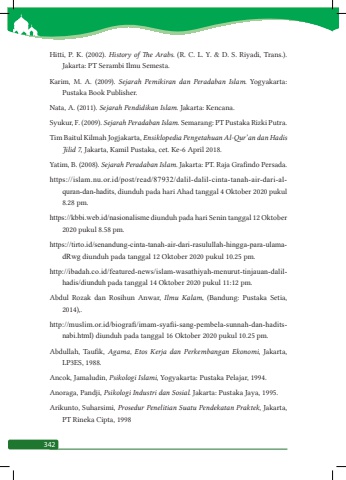 Hitti, P. K. (2002). History of The Arabs. (R. C. L. Y. & D. S. Riyadi, Trans.).
Jakarta: PT Serambi Ilmu Semesta.
Karim, M. A. (2009). Sejarah Pemikiran dan Peradaban Islam. Yogyakarta:
Pustaka Book Publisher.
Nata, A. (2011). Sejarah Pendidikan Islam. Jakarta: Kencana.
Syukur, F. (2009). Sejarah Peradaban Islam. Semarang: PT Pustaka Rizki Putra.
Tim Baitul Kilmah Jogjakarta, Ensiklopedia Pengetahuan Al-Qur'an dan Hadis
Jilid 7, Jakarta, Kamil Pustaka, cet. Ke-6 April 2018.
Yatim, B. (2008). Sejarah Peradaban Islam. Jakarta: PT. Raja Grafindo Persada.
https://islam.nu.or.id/post/read/87932/dalil-dalil-cinta-tanah-air-dari-al-
quran-dan-hadits, diunduh pada hari Ahad tanggal 4 Oktober 2020 pukul
8.28 pm.
https://kbbi.web.id/nasionalisme diunduh pada hari Senin tanggal 12 Oktober
2020 pukul 8.58 pm.
https://tirto.id/senandung-cinta-tanah-air-dari-rasulullah-hingga-para-ulama-
dRwg diunduh pada tanggal 12 Oktober 2020 pukul 10.25 pm.
http://ibadah.co.id/featured-news/islam-wasathiyah-menurut-tinjauan-dalil-
hadis/diunduh pada tanggal 14 Oktober 2020 pukul 11:12 pm.
Abdul Rozak dan Rosihun Anwar, Ilmu Kalam, (Bandung: Pustaka Setia,
2014),.
http://muslim.or.id/biografi/imam-syafii-sang-pembela-sunnah-dan-hadits-
nabi.html) diunduh pada tanggal 16 Oktober 2020 pukul 10.25 pm.
Abdullah, Taufik, Agama, Etos Kerja dan Perkembangan Ekonomi, Jakarta,
LP3ES, 1988.
Ancok, Jamaludin, Psikologi Islami, Yogyakarta: Pustaka Pelajar, 1994.
Anoraga, Pandji, Psikologi Industri dan Sosial. Jakarta: Pustaka Jaya, 1995.
Arikunto, Suharsimi, Prosedur Penelitian Suatu Pendekatan Praktek, Jakarta,
PT Rineka Cipta, 1998
342